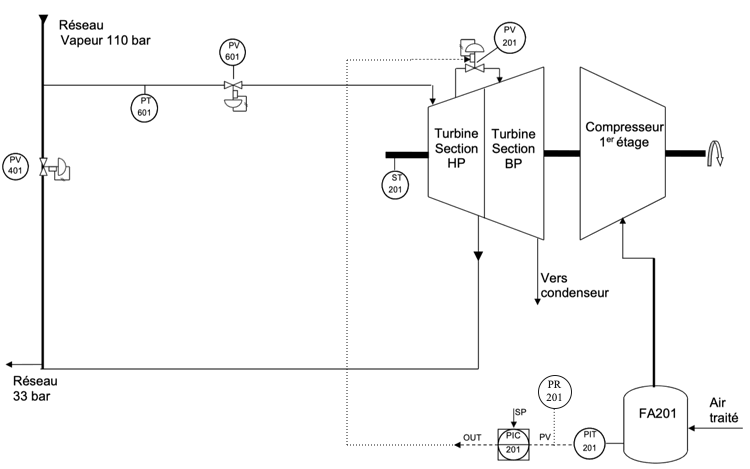 Réseau
Vapeur 110 bar
PV
601
PV
201
PT
601
PV
401
Turbine
Section
HP
Turbine
Section
BP
Compresseur
1er étage
ST
201
Vers
condenseur
Réseau
33 bar
PR
201
FA201
Air
traité
SP
OUT
PIC
201
PV
PIT
201